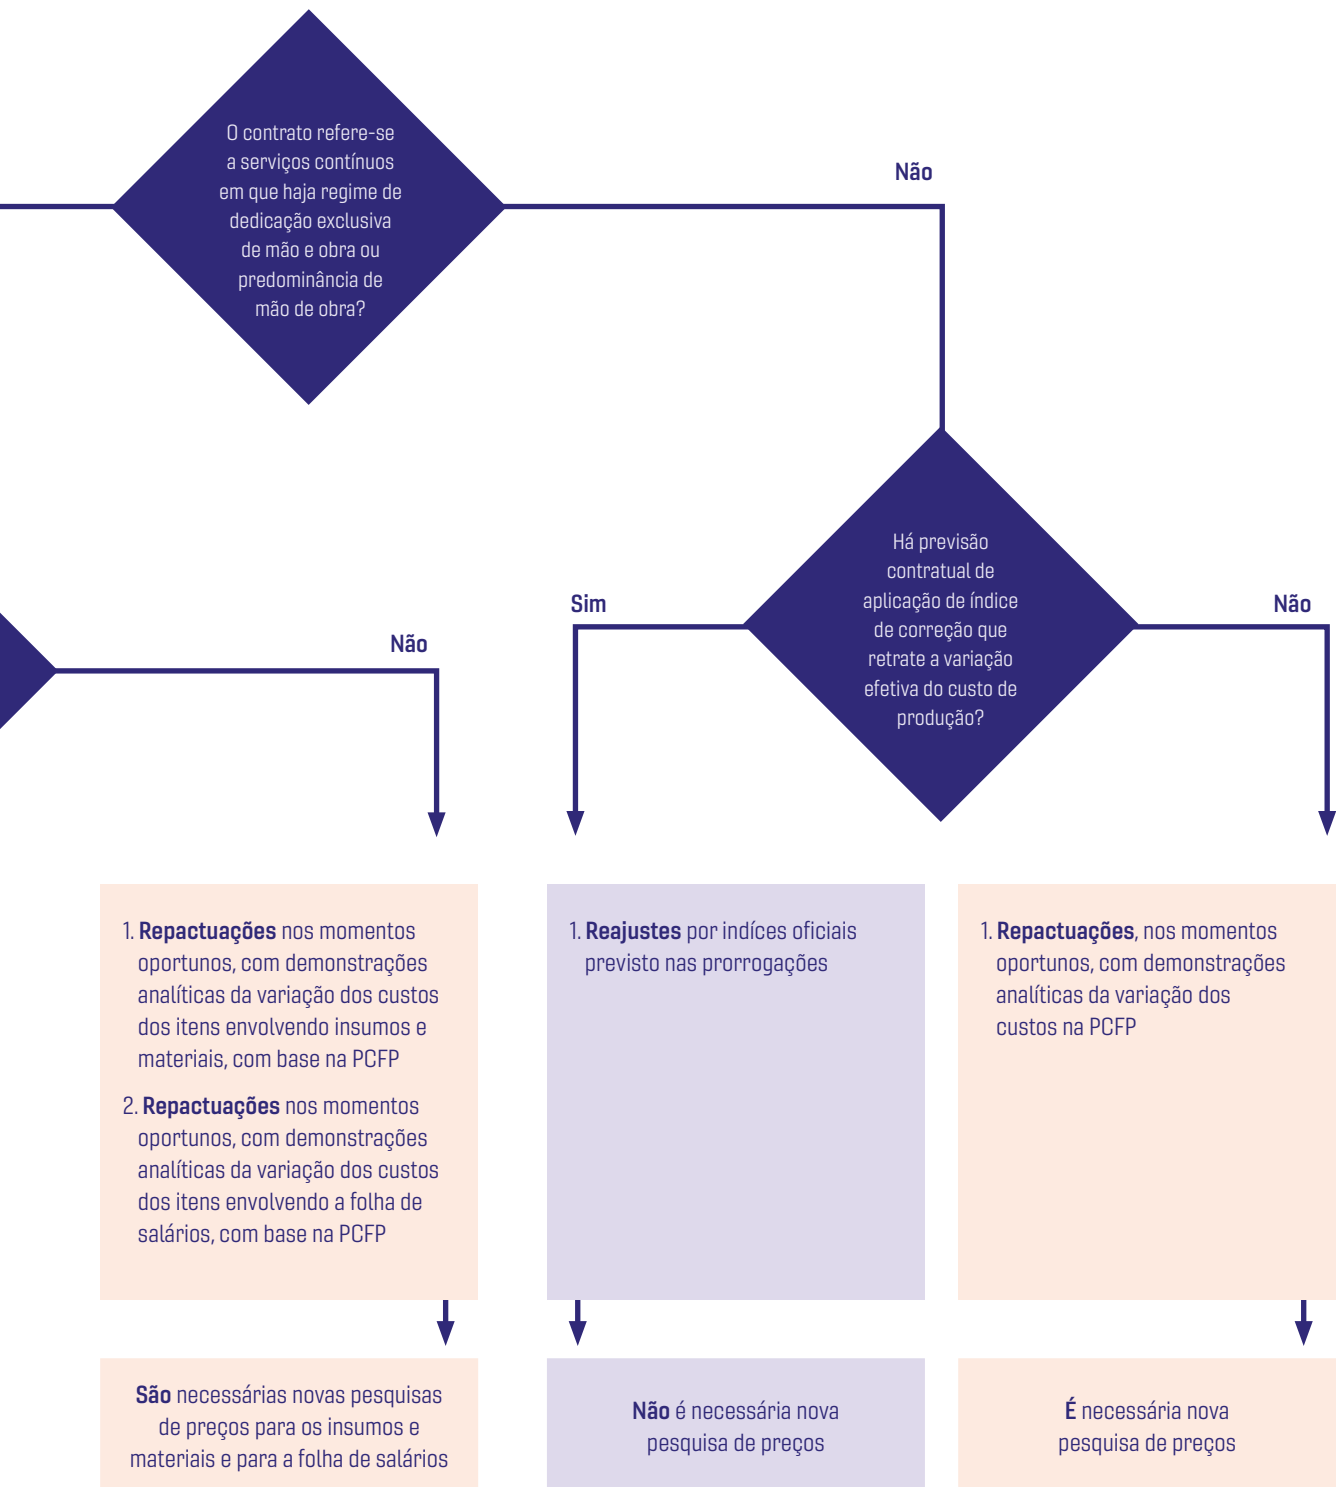 O contrato refere-se
a serviços contínuos
em que haja regime de
dedicação exclusiva
de mão e obra ou
predominância de
mão de obra?
Não
Há previsão
contratual de
aplicação de índice
de correção que
retrate a variação
efetiva do custo de
produção?
Sim
Não
Não
1. Repactuações nos momentos
oportunos, com demonstrações
analíticas da variação dos custos
dos itens envolvendo insumos e
materiais, com base na PCFP
2. Repactuações nos momentos
oportunos, com demonstrações
analíticas da variação dos custos
dos itens envolvendo a folha de
salários, com base na PCFP
1. Reajustes por indíces oficiais
previsto nas prorrogações
1. Repactuações, nos momentos
oportunos, com demonstrações
analíticas da variação dos
custos na PCFP
São necessárias novas pesquisas
de preços para os insumos e
materiais e para a folha de salários
Não é necessária nova
pesquisa de preços
É necessária nova
pesquisa de preços